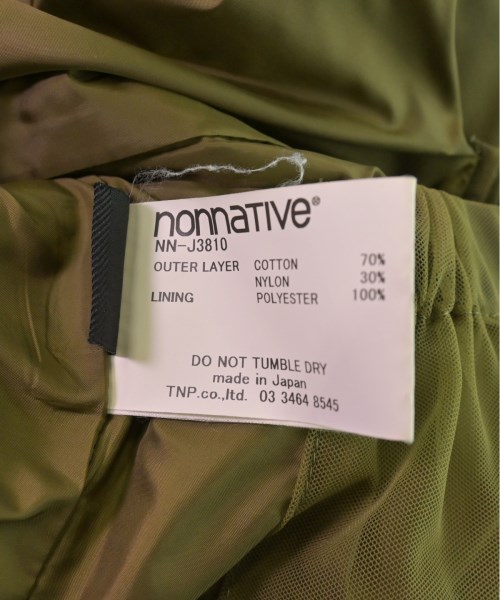 nonnative®
NN-J3810
OUTER LAYER COTTON 70%
NYLON 30%
LINING POLYESTER 100%
DO NOT TUMBLE DRY
made in Japan
TNP.co.,ltd. 03 3464 8545